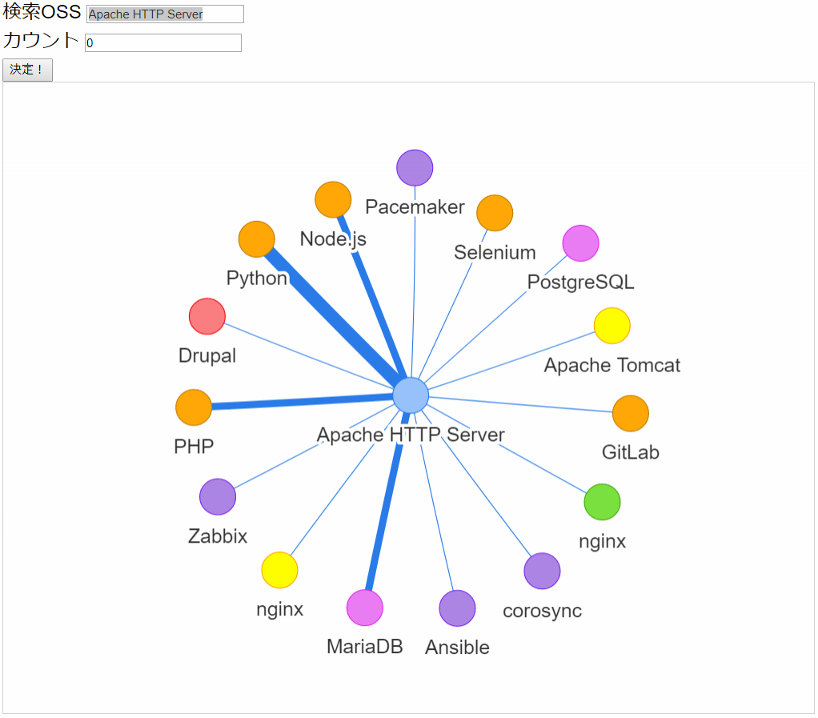 検索OSS Apache HTTP Server
カウント 0
決定！
Pacemaker
Node.js
Selenium
Python
PostgreSQL
Drupal
Apache Tomcat
PHP
Apache HTTP Server
GitLab
Zabbix
nginx
nginx
corosync
MariaDB
Ansible